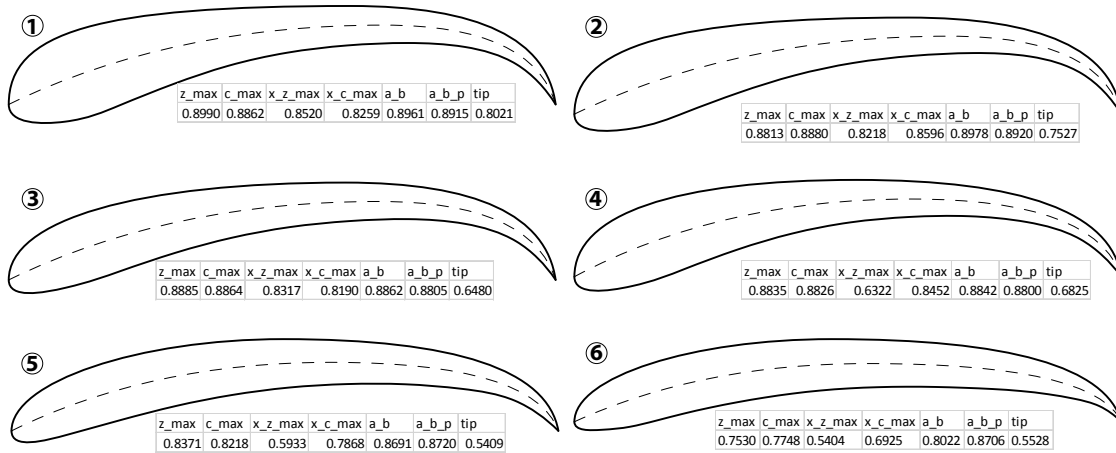 ①
z_max c_max x_z_max x_c_max a_b a_b_p tip
0.8990 0.8862 0.8520 0.8259 0.8961 0.8915 0.8021
②
z_max c_max x_z_max x_c_max a_b a_b_p tip
0.8813 0.8880 0.8218 0.8596 0.8978 0.8920 0.7527
③
z_max c_max x_z_max x_c_max a_b a_b_p tip
0.8885 0.8864 0.8317 0.8190 0.8862 0.8805 0.6480
④
z_max c_max x_z_max x_c_max a_b a_b_p tip
0.8835 0.8826 0.6322 0.8452 0.8842 0.8800 0.6825
⑤
z_max c_max x_z_max x_c_max a_b a_b_p tip
0.8371 0.8218 0.5933 0.7868 0.8691 0.8720 0.5409
⑥
z_max c_max x_z_max x_c_max a_b a_b_p tip
0.7530 0.7748 0.5404 0.6925 0.8022 0.8706 0.5528